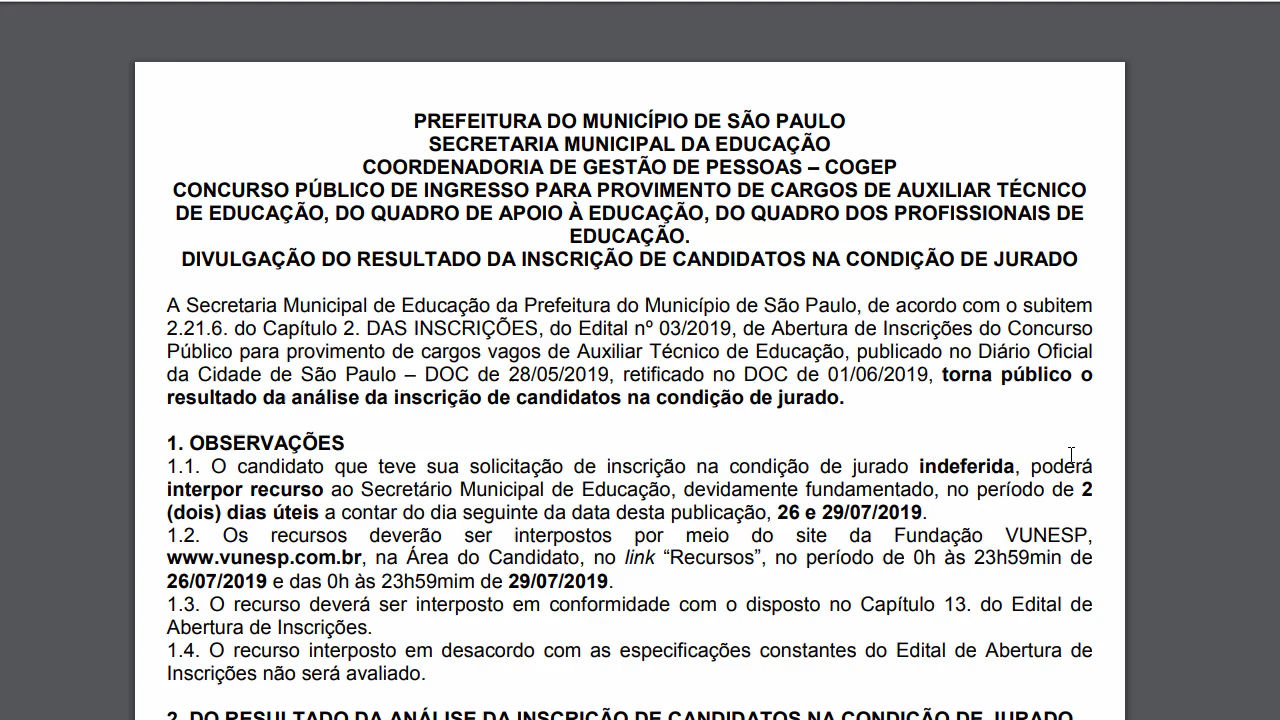 PREFEITURA DO MUNICÍPIO DE SÃO PAULO
SECRETARIA MUNICIPAL DA EDUCAÇÃO
COORDENADORIA DE GESTÃO DE PESSOAS – COGEP
CONCURSO PÚBLICO DE INGRESSO PARA PROVIMENTO DE CARGOS DE AUXILIAR TÉCNICO
DE EDUCAÇÃO, DO QUADRO DE APOIO À EDUCAÇÃO, DO QUADRO DOS PROFISSIONAIS DE
EDUCAÇÃO.
DIVULGAÇÃO DO RESULTADO DA INSCRIÇÃO DE CANDIDATOS NA CONDIÇÃO DE JURADO
A Secretaria Municipal de Educação da Prefeitura do Município de São Paulo, de acordo com o subitem
2.21.6. do Capítulo 2. DAS INSCRIÇÕES, do Edital nº 03/2019, de Abertura de Inscrições do Concurso
Público para provimento de cargos vagos de Auxiliar Técnico de Educação, publicado no Diário Oficial
da Cidade de São Paulo – DOC de 28/05/2019, retificado no DOC de 01/06/2019, torna público o
resultado da análise da inscrição de candidatos na condição de jurado.
1. OBSERVAÇÕES
1.1. O candidato que teve sua solicitação de inscrição na condição de jurado indeferida, poderá
interpor recurso ao Secretário Municipal de Educação, devidamente fundamentado, no período de 2
(dois) dias úteis a contar do dia seguinte da data desta publicação, 26 e 29/07/2019.
1.2. Os recursos deverão ser interpostos por meio do site da Fundação VUNESP,
www.vunesp.com.br, na Área do Candidato, no link “Recursos”, no período de 0h às 23h59min de
26/07/2019 e das 0h às 23h59mim de 29/07/2019.
1.3. O recurso deverá ser interposto em conformidade com o disposto no Capítulo 13. do Edital de
Abertura de Inscrições.
1.4. O recurso interposto em desacordo com as especificações constantes do Edital de Abertura de
Inscrições não será avaliado.
2. DO RESULTADO DA ANÁLISE DA INSCRIÇÃO DE CANDIDATOS NA CONDIÇÃO DE JURADO